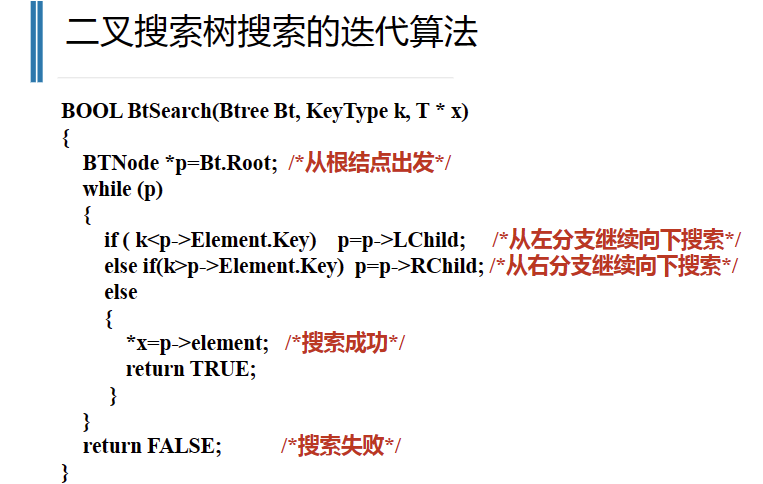 二叉搜索树搜索的迭代算法
BOOL BtSearch(Btree Bt, KeyType k, T * x)
{
BTNode *p=Bt.Root; /*从根结点出发*/
while (p)
{
if ( k<p->Element.Key) p=p->LChild; /*从左分支继续向下搜索*/
else if(k>p->Element.Key) p=p->RChild; /*从右分支继续向下搜索*/
else
{
*x=p->element; /*搜索成功*/
return TRUE;
}
}
return FALSE; /*搜索失败*/
}